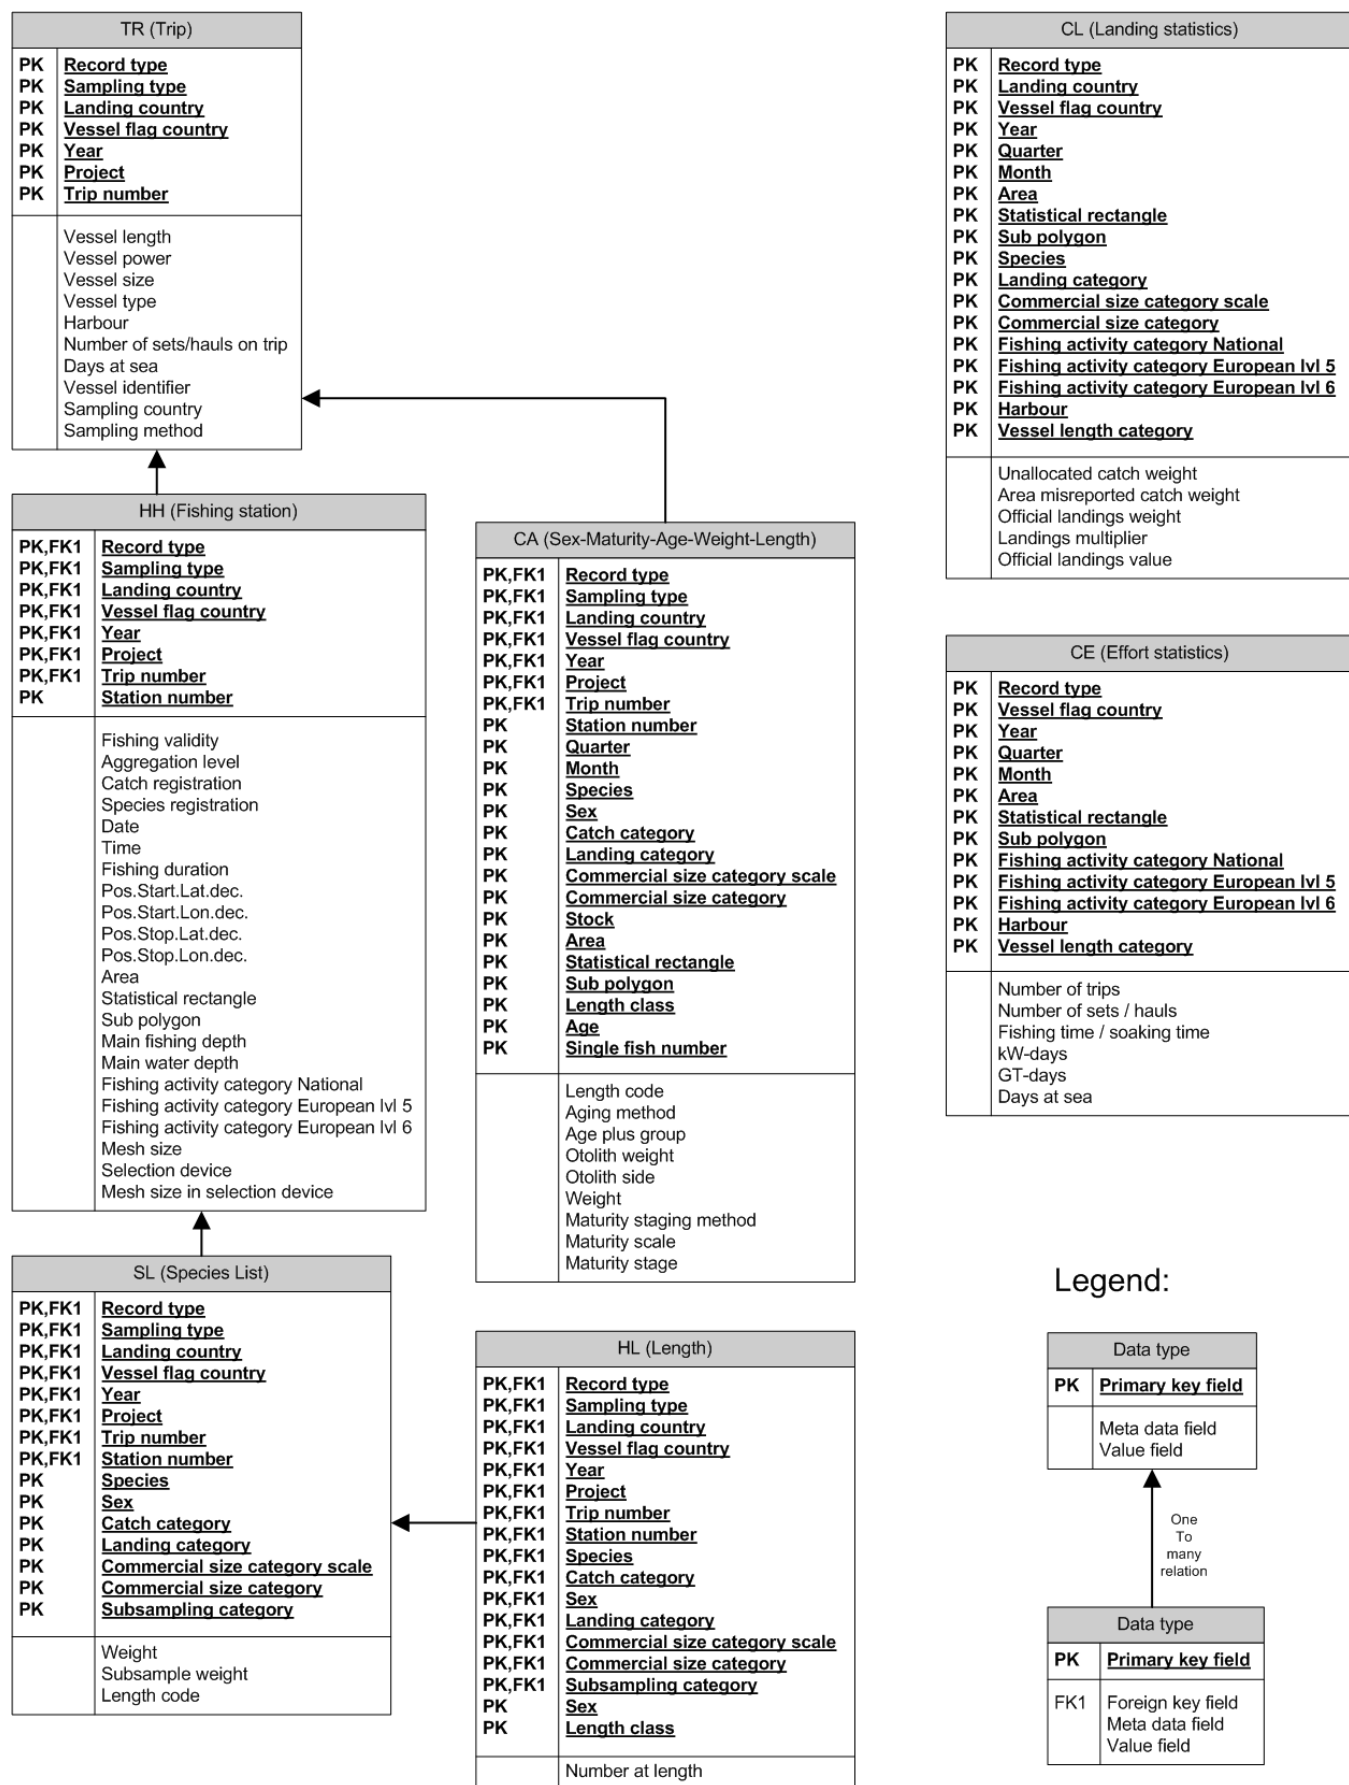 TR (Trip)
PK Record type
PK Sampling type
PK Landing country
PK Vessel flag country
PK Year
PK Project
PK Trip number
Vessel length
Vessel power
Vessel size
Vessel type
Harbour
Number of sets/hauls on trip
Days at sea
Vessel identifier
Sampling country
Sampling method
HH (Fishing station)
PK,FK1 Record type
PK,FK1 Sampling type
PK,FK1 Landing country
PK,FK1 Vessel flag country
PK,FK1 Year
PK,FK1 Project
PK,FK1 Trip number
PK Station number
Fishing validity
Aggregation level
Catch registration
Species registration
Date
Time
Fishing duration
Pos.Start.Lat.dec.
Pos.Start.Lon.dec.
Pos.Stop.Lat.dec.
Pos.Stop.Lon.dec.
Area
Statistical rectangle
Sub polygon
Main fishing depth
Main water depth
Fishing activity category National
Fishing activity category European lvl 5
Fishing activity category European lvl 6
Mesh size
Selection device
Mesh size in selection device
SL (Species List)
PK,FK1 Record type
PK,FK1 Sampling type
PK,FK1 Landing country
PK,FK1 Vessel flag country
PK,FK1 Year
PK,FK1 Project
PK,FK1 Trip number
PK,FK1 Station number
PK Species
PK Sex
PK Catch category
PK Landing category
PK Commercial size category scale
PK Commercial size category
PK Subsampling category
Weight
Subsample weight
Length code
CA (Sex-Maturity-Age-Weight-Length)
PK,FK1 Record type
PK,FK1 Sampling type
PK,FK1 Landing country
PK,FK1 Vessel flag country
PK,FK1 Year
PK,FK1 Project
PK,FK1 Trip number
PK Station number
PK Quarter
PK Month
PK Species
PK Sex
PK Catch category
PK Landing category
PK Commercial size category scale
PK Commercial size category
PK Stock
PK Area
PK Statistical rectangle
PK Sub polygon
PK Length class
PK Age
PK Single fish number
Length code
Aging method
Age plus group
Otolith weight
Otolith side
Weight
Maturity staging method
Maturity scale
Maturity stage
HL (Length)
PK,FK1 Record type
PK,FK1 Sampling type
PK,FK1 Landing country
PK,FK1 Vessel flag country
PK,FK1 Year
PK,FK1 Project
PK,FK1 Trip number
PK,FK1 Station number
PK,FK1 Species
PK,FK1 Catch category
PK,FK1 Sex
PK,FK1 Landing category
PK,FK1 Commercial size category scale
PK,FK1 Commercial size category
PK,FK1 Subsampling category
PK Sex
PK Length class
Number at length
CL (Landing statistics)
PK Record type
PK Landing country
PK Vessel flag country
PK Year
PK Quarter
PK Month
PK Area
PK Statistical rectangle
PK Sub polygon
PK Species
PK Landing category
PK Commercial size category scale
PK Commercial size category
PK Fishing activity category National
PK Fishing activity category European lvl 5
PK Fishing activity category European lvl 6
PK Harbour
PK Vessel length category
Unallocated catch weight
Area misreported catch weight
Official landings weight
Landings multiplier
Official landings value
CE (Effort statistics)
PK Record type
PK Vessel flag country
PK Year
PK Quarter
PK Month
PK Area
PK Statistical rectangle
PK Sub polygon
PK Fishing activity category National
PK Fishing activity category European lvl 5
PK Fishing activity category European lvl 6
PK Harbour
PK Vessel length category
Number of trips
Number of sets / hauls
Fishing time / soaking time
kW-days
GT-days
Days at sea
Legend:
Data type
PK Primary key field
Meta data field
Value field
One
To
many
relation
Data type
PK Primary key field
FK1 Foreign key field
Meta data field
Value field